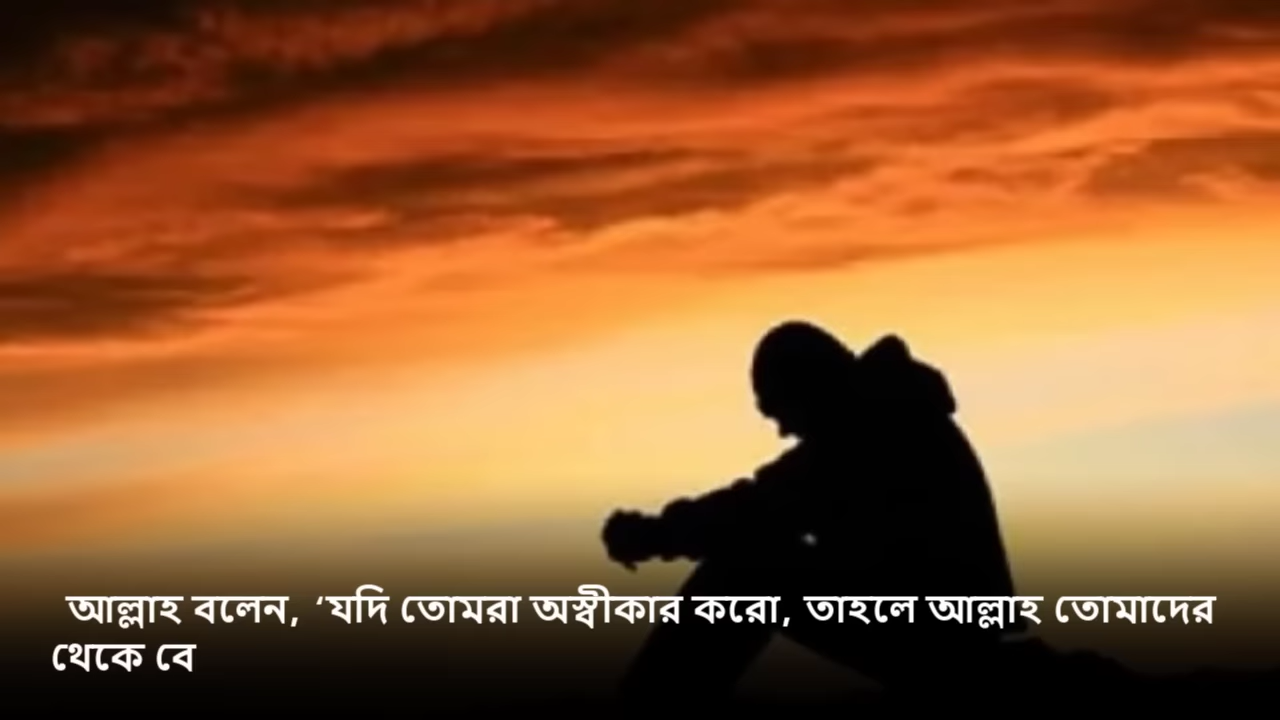 আল্লাহ বলেন, ‘যদি তোমরা অস্বীকার করো, তাহলে আল্লাহ তোমাদের
থেকে বে